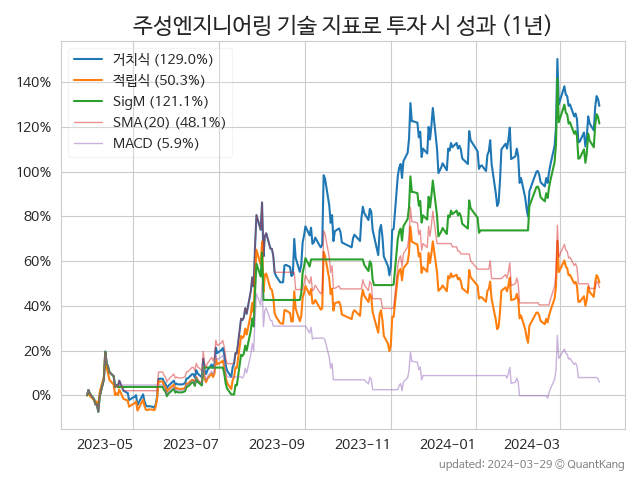 주성엔지니어링 기술 지표로 투자 시 성과 (1년)
거치식 (129.0%)
적립식 (50.3%)
SigM (121.1%)
SMA(20) (48.1%)
MACD (5.9%)
140%
120%
100%
80%
60%
40%
20%
0%
2023-05 2023-07 2023-09 2023-11 2024-01 2024-03
updated: 2024-03-29 © QuantKang